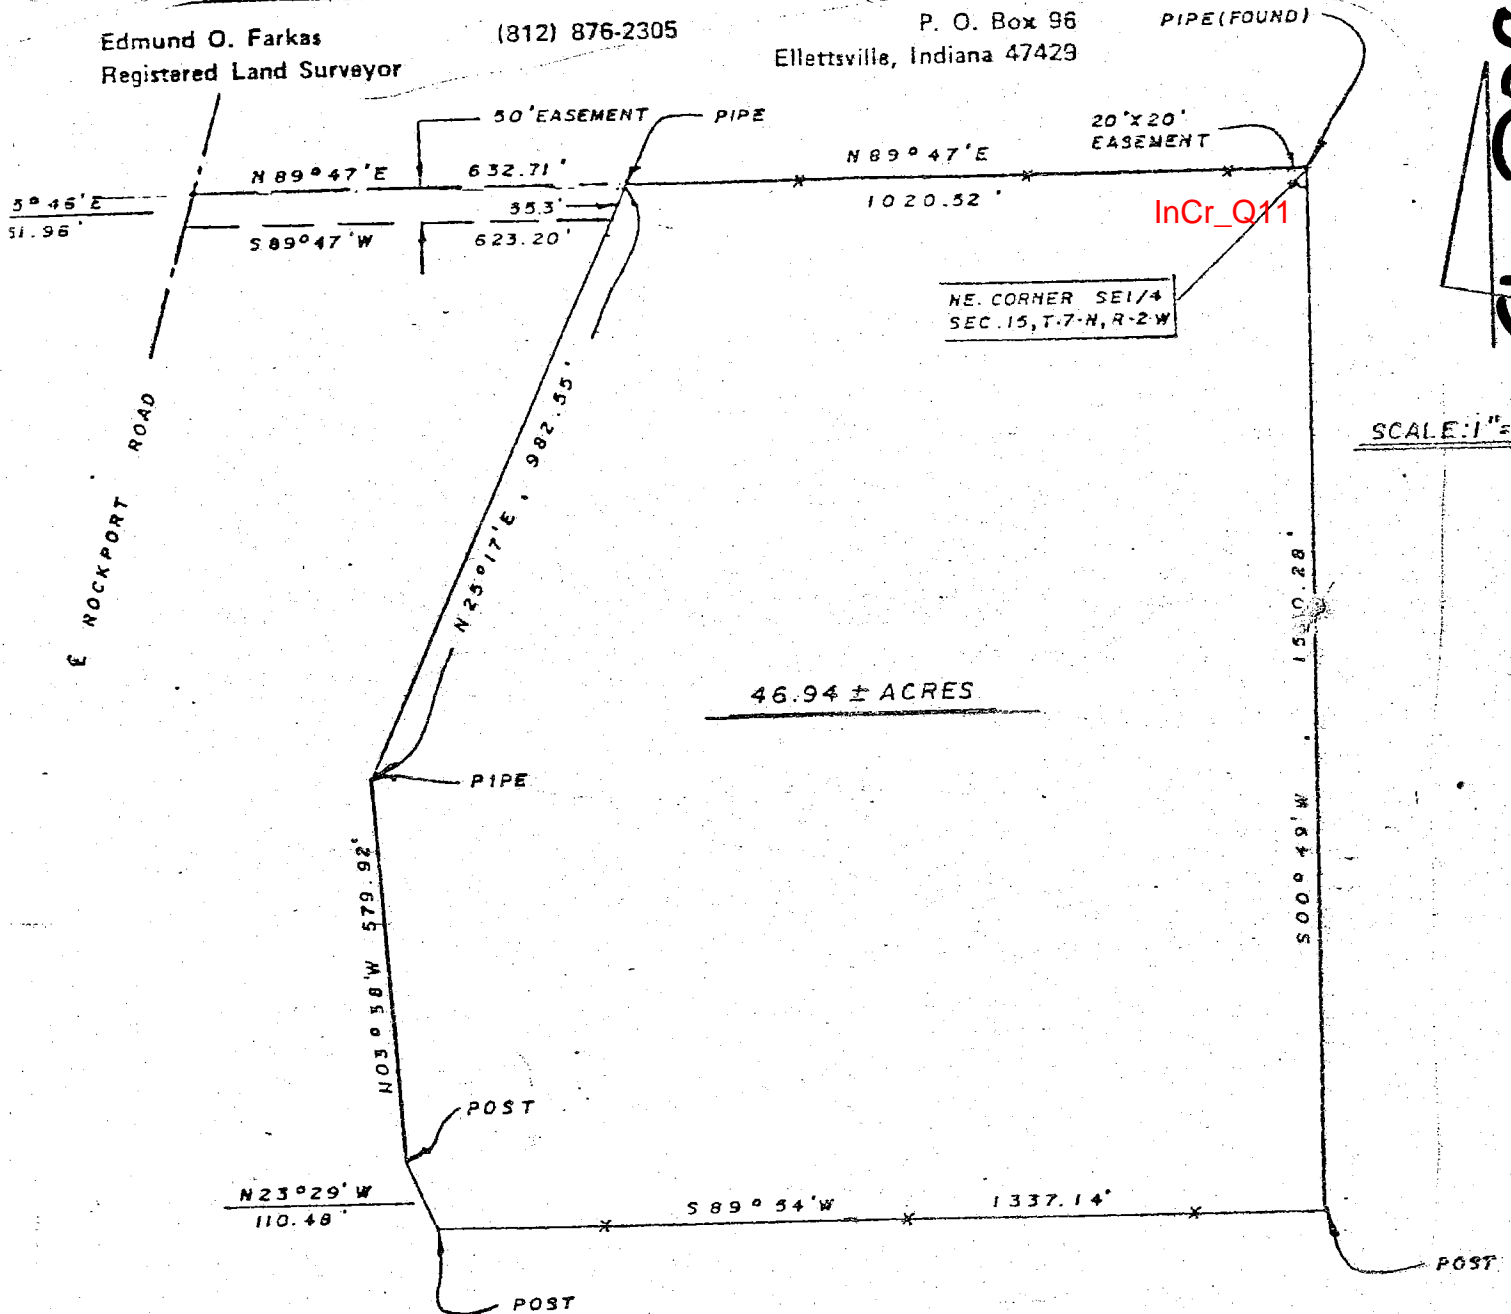 Edmund O. Farkas
Registered Land Surveyor
(812) 876-2305
P. O. Box 96
Ellettsville, Indiana 47429
PIPE (FOUND)
50' EASEMENT
PIPE
20'X20'
EASEMENT
N 89° 47' E
632.71'
N 89° 47' E
1020.52'
5° 46' E
51.96'
35.3'
S 89° 47' W
623.20'
InCr_Q11
NE. CORNER SE1/4
SEC. 15, T-7-N, R-2-W
SCALE: 1"=
℄ ROCKPORT ROAD
N 25° 17' E, 982.55'
S 00° 49' W
46.94 ± ACRES
PIPE
N 03° 58' W 579.92'
POST
N 23° 29' W
110.48'
S 89° 54' W 1337.14'
POST
POST